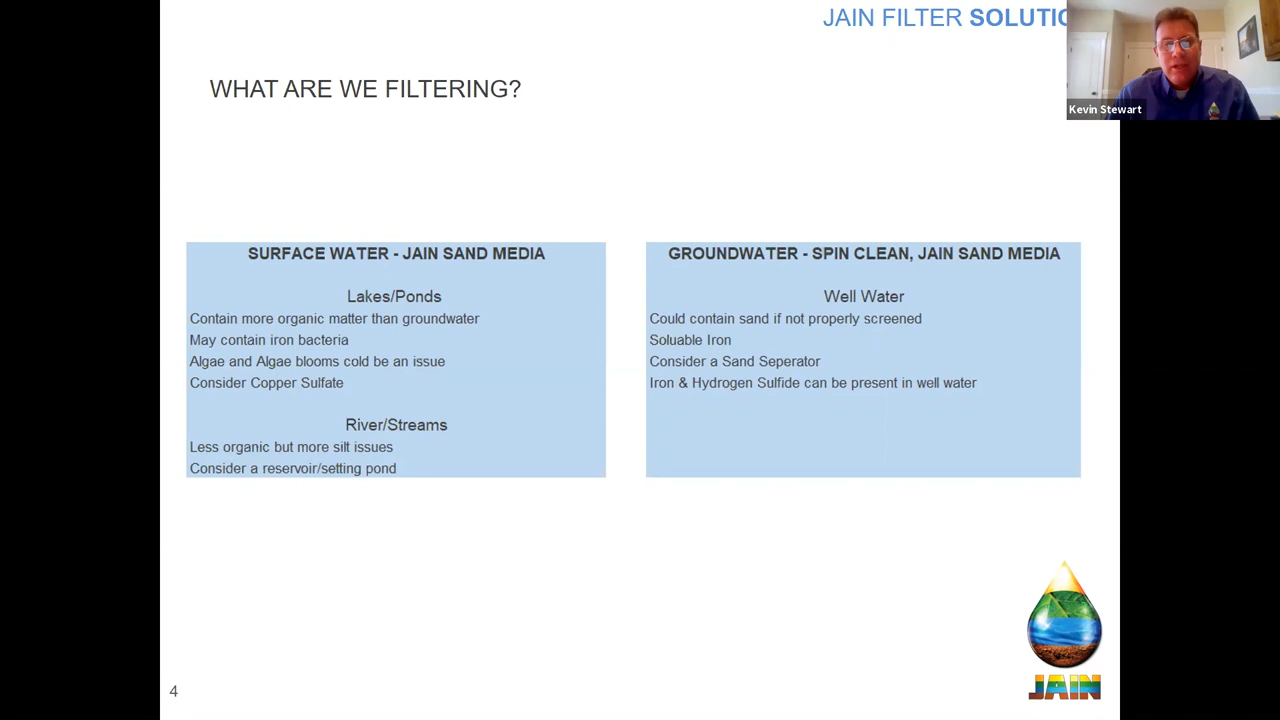 JAIN FILTER SOLUTIO
Kevin Stewart
WHAT ARE WE FILTERING?
SURFACE WATER - JAIN SAND MEDIA
Lakes/Ponds
Contain more organic matter than groundwater
May contain iron bacteria
Algae and Algae blooms cold be an issue
Consider Copper Sulfate
River/Streams
Less organic but more silt issues
Consider a reservoir/setting pond
GROUNDWATER - SPIN CLEAN, JAIN SAND MEDIA
Well Water
Could contain sand if not properly screened
Soluable Iron
Consider a Sand Seperator
Iron & Hydrogen Sulfide can be present in well water
JAIN
4